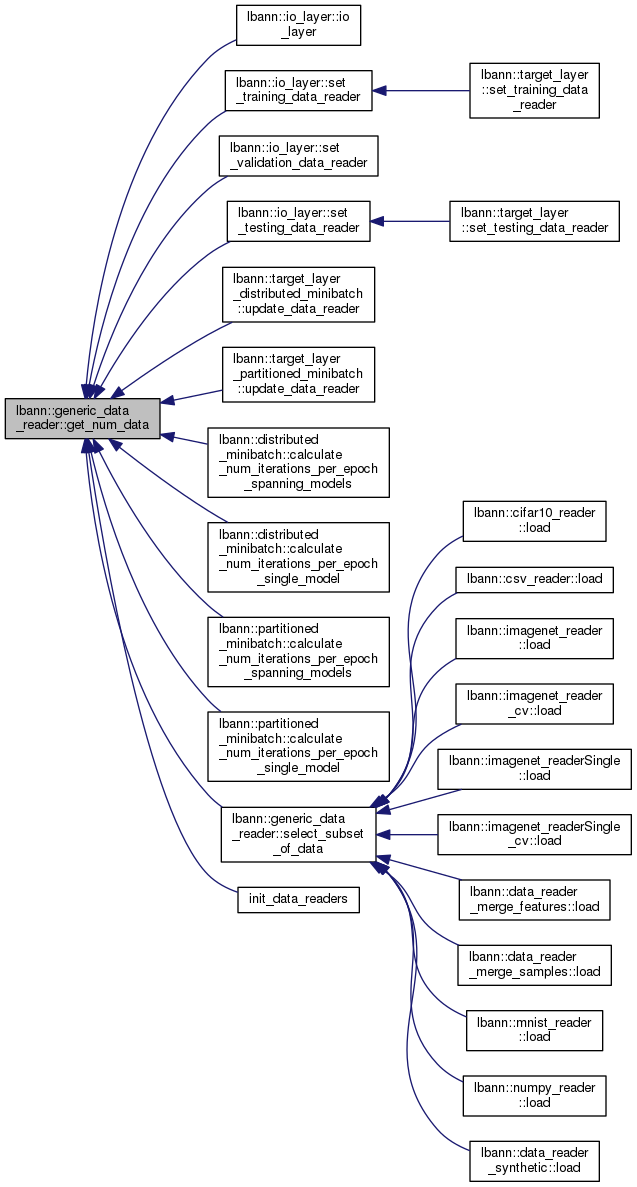 lbann::io_layer::io
_layer
lbann::io_layer::set
_training_data_reader
lbann::target_layer
::set_training_data
_reader
lbann::io_layer::set
_validation_data_reader
lbann::io_layer::set
_testing_data_reader
lbann::target_layer
::set_testing_data_reader
lbann::target_layer
_distributed_minibatch
::update_data_reader
lbann::target_layer
_partitioned_minibatch
::update_data_reader
lbann::generic_data
_reader::get_num_data
lbann::distributed
_minibatch::calculate
_num_iterations_per_epoch
_spanning_models
lbann::distributed
_minibatch::calculate
_num_iterations_per_epoch
_single_model
lbann::partitioned
_minibatch::calculate
_num_iterations_per_epoch
_spanning_models
lbann::partitioned
_minibatch::calculate
_num_iterations_per_epoch
_single_model
lbann::generic_data
_reader::select_subset
_of_data
init_data_readers
lbann::cifar10_reader
::load
lbann::csv_reader::load
lbann::imagenet_reader
::load
lbann::imagenet_reader
_cv::load
lbann::imagenet_readerSingle
::load
lbann::imagenet_readerSingle
_cv::load
lbann::data_reader
_merge_features::load
lbann::data_reader
_merge_samples::load
lbann::mnist_reader
::load
lbann::numpy_reader
::load
lbann::data_reader
_synthetic::load